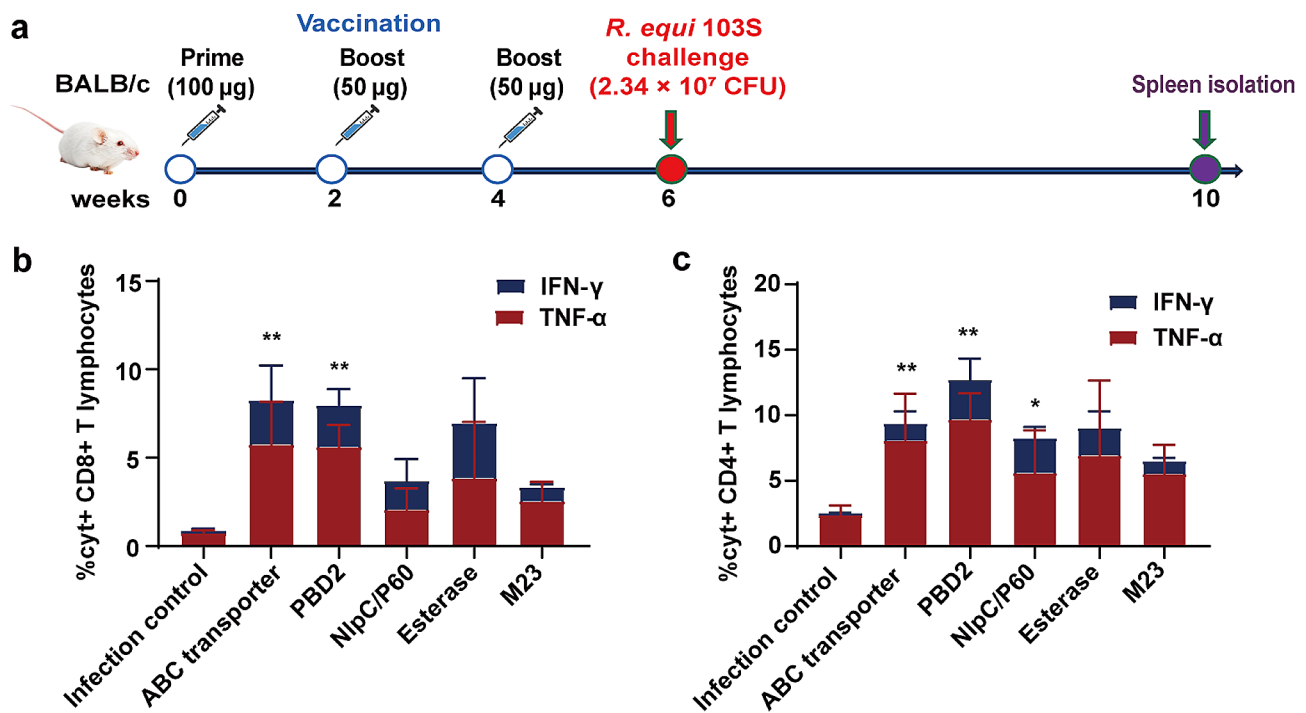 a
Vaccination
R. equi 103S
challenge
(2.34 × 10⁷ CFU)
Prime
(100 µg)
Boost
(50 µg)
Boost
(50 µg)
BALB/c
Spleen isolation
weeks
0
2
4
6
10
b
%cyt+ CD8+ T lymphocytes
15
10
5
0
IFN-γ
TNF-α
**
**
Infection control
ABC transporter
PBD2
NlpC/P60
Esterase
M23
c
%cyt+ CD4+ T lymphocytes
20
15
10
5
0
IFN-γ
TNF-α
**
**
*
Infection control
ABC transporter
PBD2
NlpC/P60
Esterase
M23